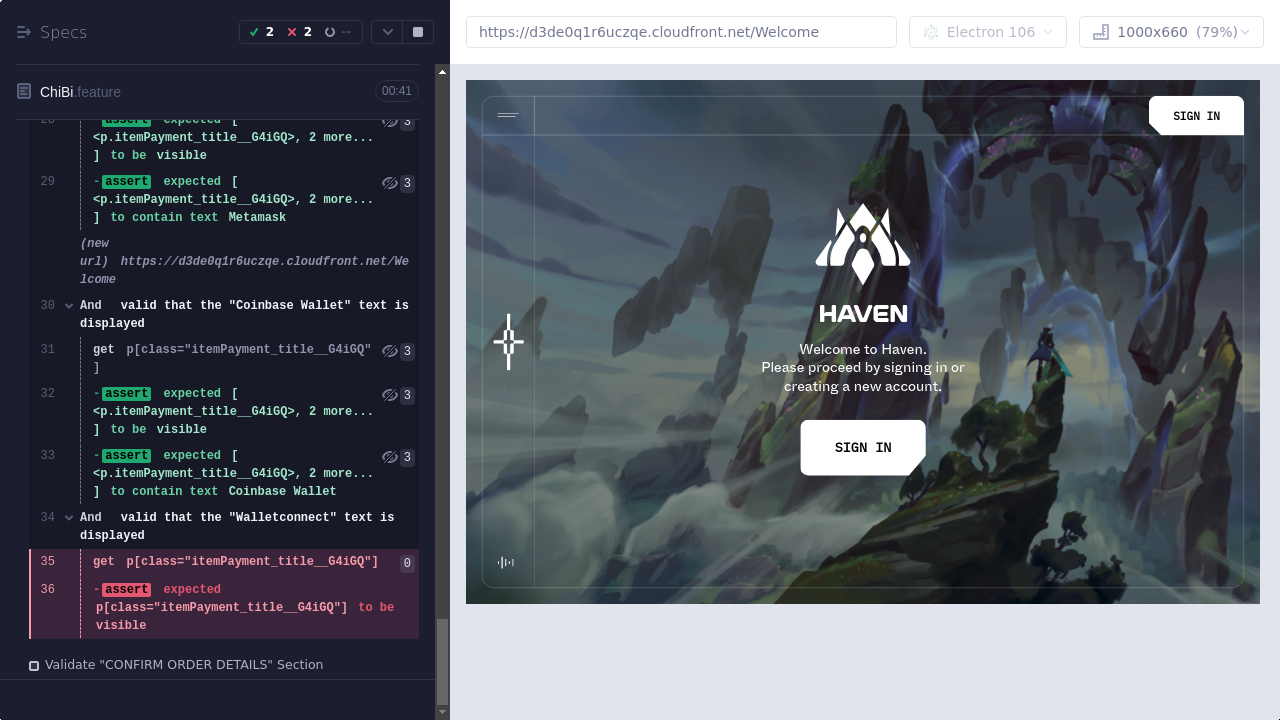 Specs
2
2
--
ChiBi.feature
00:41
28
- assert expected [
<p.itemPayment_title__G4iGQ>, 2 more...
] to be visible
3
29
- assert expected [
<p.itemPayment_title__G4iGQ>, 2 more...
] to contain text Metamask
3
(new
url) https://d3de0q1r6uczqe.cloudfront.net/We
lcome
30
And valid that the "Coinbase Wallet" text is
displayed
31
get p[class="itemPayment_title__G4iGQ"
]
3
32
- assert expected [
<p.itemPayment_title__G4iGQ>, 2 more...
] to be visible
3
33
- assert expected [
<p.itemPayment_title__G4iGQ>, 2 more...
] to contain text Coinbase Wallet
3
34
And valid that the "Walletconnect" text is
displayed
35
get p[class="itemPayment_title__G4iGQ"]
0
36
- assert expected
p[class="itemPayment_title__G4iGQ"] to be
visible
Validate "CONFIRM ORDER DETAILS" Section
https://d3de0q1r6uczqe.cloudfront.net/Welcome
Electron 106
1000x660 (79%)
SIGN IN
HAVEN
Welcome to Haven.
Please proceed by signing in or
creating a new account.
SIGN IN